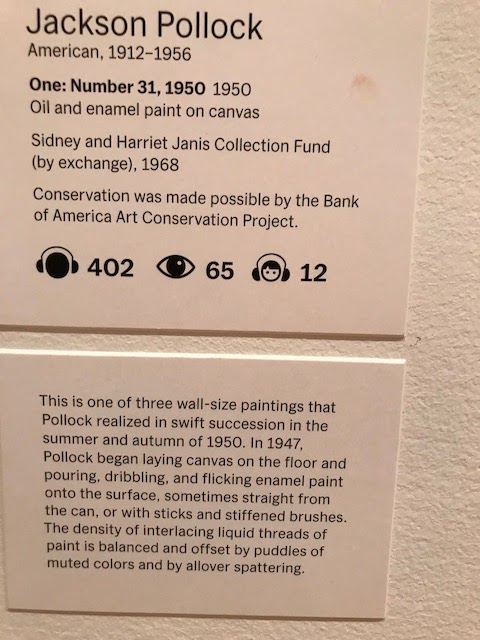 Jackson Pollock
American, 1912–1956
One: Number 31, 1950 1950
Oil and enamel paint on canvas
Sidney and Harriet Janis Collection Fund
(by exchange), 1968
Conservation was made possible by the Bank
of America Art Conservation Project.
402 65 12
This is one of three wall-size paintings that
Pollock realized in swift succession in the
summer and autumn of 1950. In 1947,
Pollock began laying canvas on the floor and
pouring, dribbling, and flicking enamel paint
onto the surface, sometimes straight from
the can, or with sticks and stiffened brushes.
The density of interlacing liquid threads of
paint is balanced and offset by puddles of
muted colors and by allover spattering.